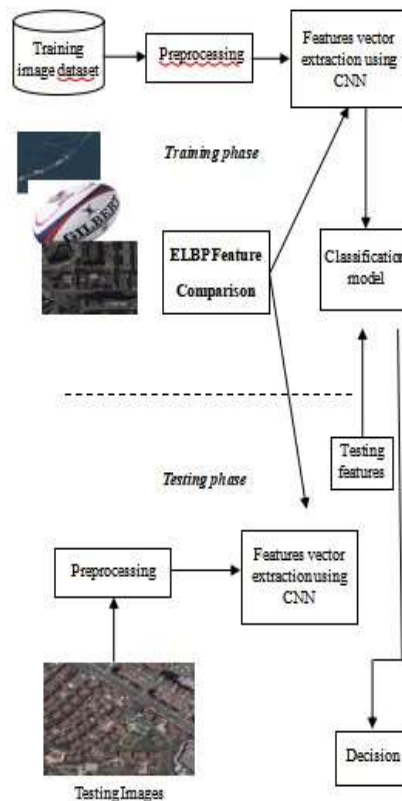 Training
image dataset
Preprocessing
Features vector
extraction using
CNN
Training phase
GILBERT
ELBP Feature
Comparison
Classification
model
Testing
features
Testing phase
Preprocessing
Features vector
extraction using
CNN
Testing Images
Decision